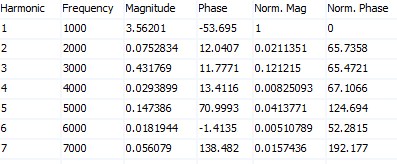 Harmonic Frequency Magnitude Phase Norm. Mag Norm. Phase
1 1000 3.56201 -53.695 1 0
2 2000 0.0752834 12.0407 0.0211351 65.7358
3 3000 0.431769 11.7771 0.121215 65.4721
4 4000 0.0293899 13.4116 0.00825093 67.1066
5 5000 0.147386 70.9993 0.0413771 124.694
6 6000 0.0181944 -1.4135 0.00510789 52.2815
7 7000 0.056079 138.482 0.0157436 192.177